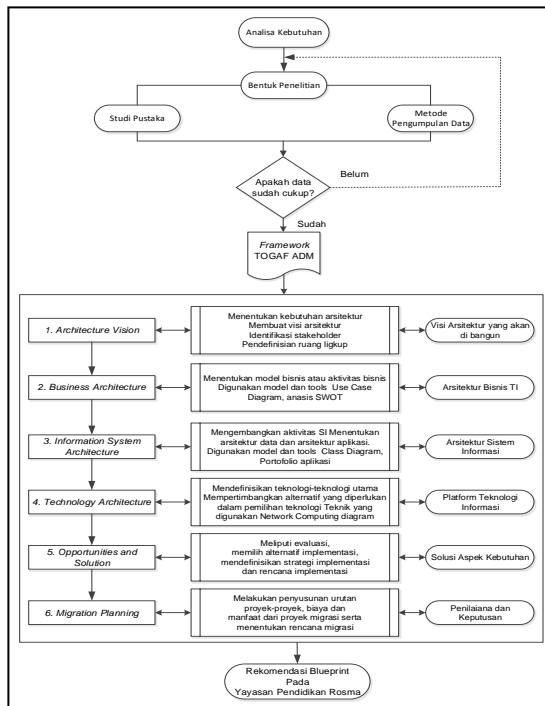 Analisa Kebutuhan
Bentuk Penelitian
Studi Pustaka
Metode
Pengumpulan Data
Apakah data
sudah cukup?
Belum
Sudah
Framework
TOGAF ADM
1. Architecture Vision
Menentukan kebutuhan arsitektur
Membuat visi arsitektur
Identifikasi stakeholder
Pendefinisian ruang ligkup
Visi Arsitektur yang akan
di bangun
2. Business Architecture
Menentukan model bisnis atau aktivitas bisnis
Digunakan model dan tools Use Case
Diagram, anasis SWOT
Arsitektur Bisnis TI
3. Information System
Architecture
Mengembangkan aktivitas SI Menentukan
arsitektur data dan arsitektur aplikasi.
Digunakan model dan tools Class Diagram,
Portofolio aplikasi
Arsitektur Sistem
Informasi
4. Technology Architecture
Mendefinisikan teknologi-teknologi utama
Mempertimbangkan alternatif yang diperlukan
dalam pemilihan teknologi Teknik yang
digunakan Network Computing diagram
Platform Teknologi
Informasi
5. Opportunities and
Solution
Meliputi evaluasi,
memilih alternatif implementasi,
mendefinisikan strategi implementasi
dan rencana implementasi
Solusi Aspek Kebutuhan
6. Migration Planning
Melakukan penyusunan urutan
proyek-proyek, biaya dan
manfaat dari proyek migrasi serta
menentukan rencana migrasi
Penilaiana dan
Keputusan
Rekomendasi Blueprint
Pada
Yayasan Pendidikan Rosma